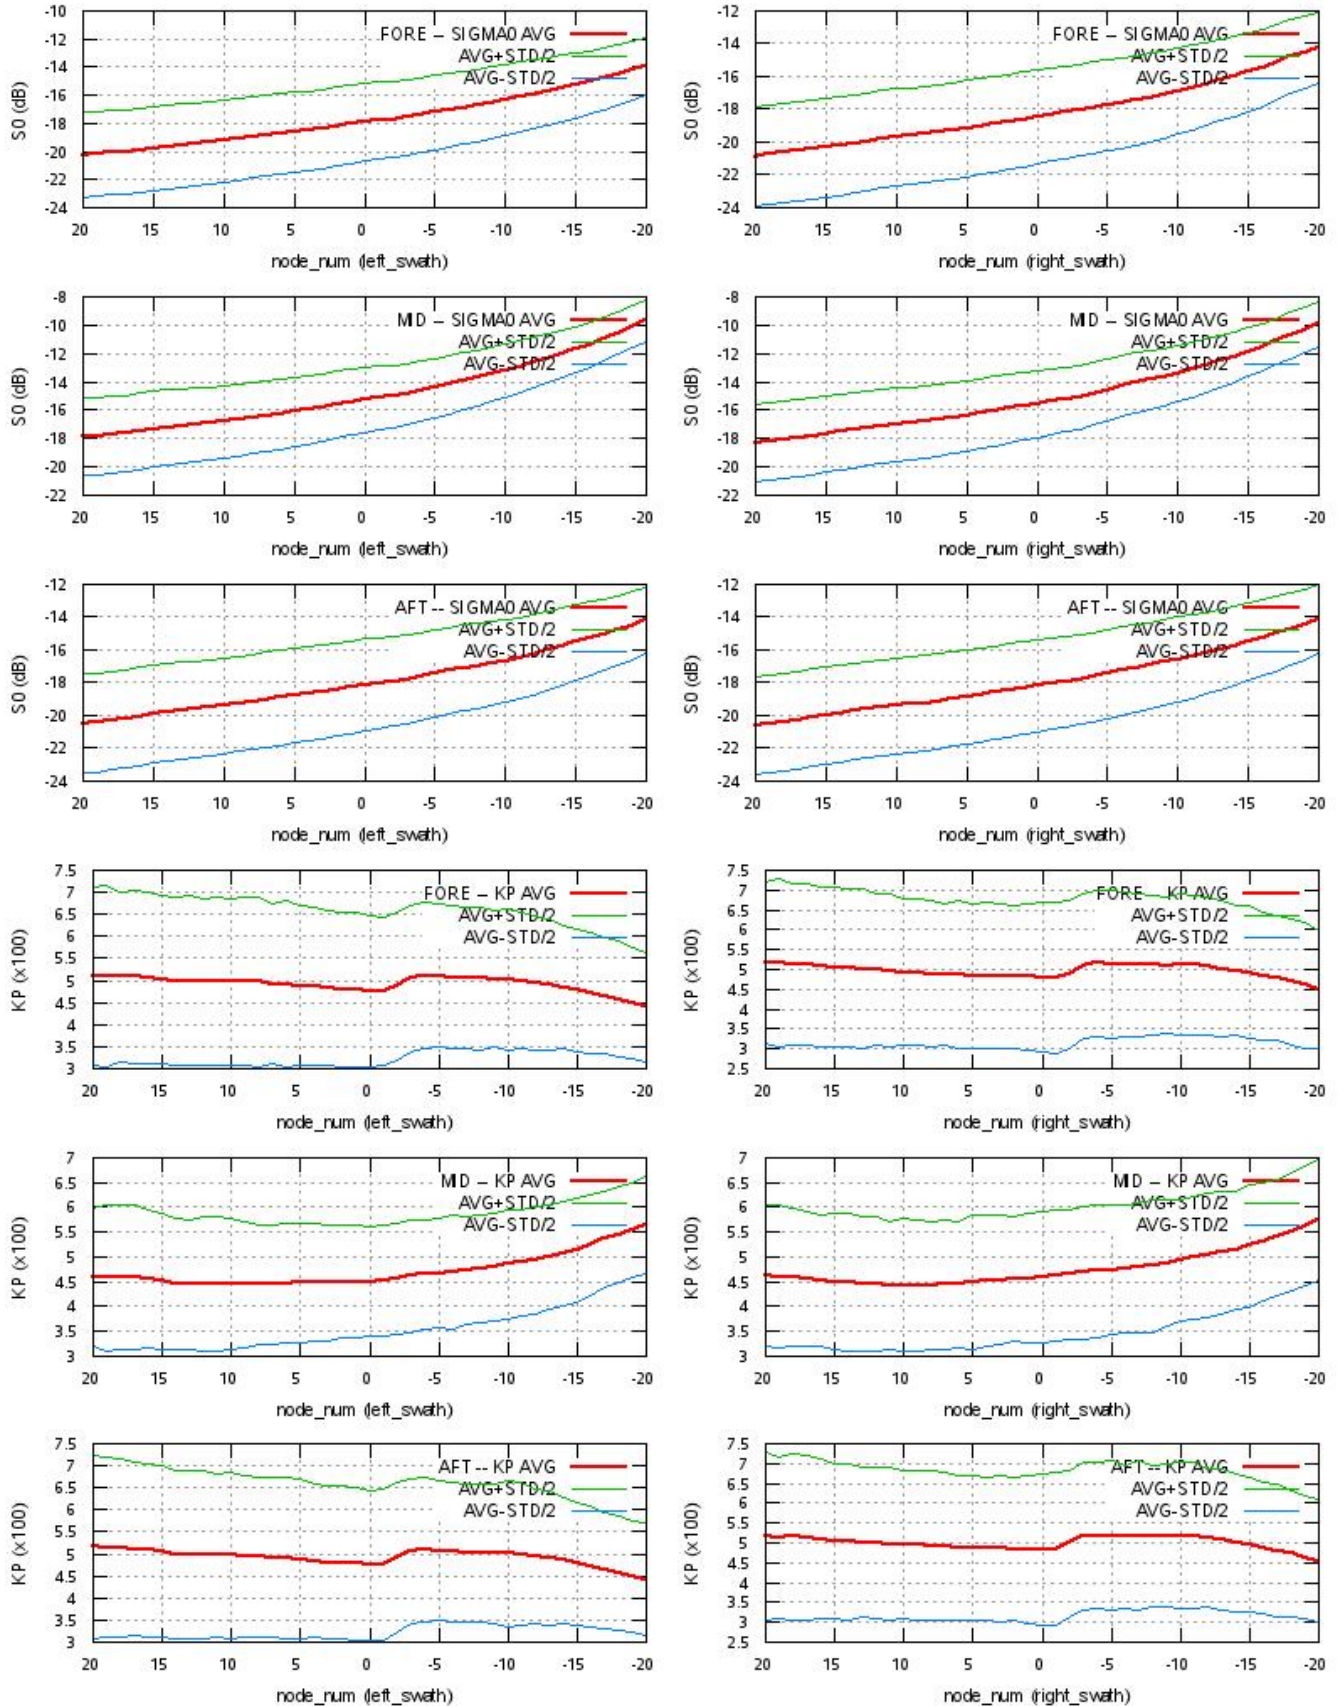 FORE -- SIGMA0 AVG
AVG+STD/2
AVG-STD/2
S0 (dB)
-10
-12
-14
-16
-18
-20
-22
-24
20 15 10 5 0 -5 -10 -15 -20
node_num (left_swath)
FORE -- SIGMA0 AVG
AVG+STD/2
AVG-STD/2
S0 (dB)
-12
-14
-16
-18
-20
-22
-24
20 15 10 5 0 -5 -10 -15 -20
node_num (right_swath)
MID -- SIGMA0 AVG
AVG+STD/2
AVG-STD/2
S0 (dB)
-8
-10
-12
-14
-16
-18
-20
-22
20 15 10 5 0 -5 -10 -15 -20
node_num (left_swath)
MID -- SIGMA0 AVG
AVG+STD/2
AVG-STD/2
S0 (dB)
-8
-10
-12
-14
-16
-18
-20
-22
20 15 10 5 0 -5 -10 -15 -20
node_num (right_swath)
AFT -- SIGMA0 AVG
AVG+STD/2
AVG-STD/2
S0 (dB)
-12
-14
-16
-18
-20
-22
-24
20 15 10 5 0 -5 -10 -15 -20
node_num (left_swath)
AFT -- SIGMA0 AVG
AVG+STD/2
AVG-STD/2
S0 (dB)
-12
-14
-16
-18
-20
-22
-24
20 15 10 5 0 -5 -10 -15 -20
node_num (right_swath)
FORE -- KP AVG
AVG+STD/2
AVG-STD/2
KP (x100)
7.5
7
6.5
6
5.5
5
4.5
4
3.5
3
20 15 10 5 0 -5 -10 -15 -20
node_num (left_swath)
FORE -- KP AVG
AVG+STD/2
AVG-STD/2
KP (x100)
7.5
7
6.5
6
5.5
5
4.5
4
3.5
3
2.5
20 15 10 5 0 -5 -10 -15 -20
node_num (right_swath)
MID -- KP AVG
AVG+STD/2
AVG-STD/2
KP (x100)
7
6.5
6
5.5
5
4.5
4
3.5
3
20 15 10 5 0 -5 -10 -15 -20
node_num (left_swath)
MID -- KP AVG
AVG+STD/2
AVG-STD/2
KP (x100)
7
6.5
6
5.5
5
4.5
4
3.5
3
20 15 10 5 0 -5 -10 -15 -20
node_num (right_swath)
AFT -- KP AVG
AVG+STD/2
AVG-STD/2
KP (x100)
7.5
7
6.5
6
5.5
5
4.5
4
3.5
3
20 15 10 5 0 -5 -10 -15 -20
node_num (left_swath)
AFT -- KP AVG
AVG+STD/2
AVG-STD/2
KP (x100)
7.5
7
6.5
6
5.5
5
4.5
4
3.5
3
2.5
20 15 10 5 0 -5 -10 -15 -20
node_num (right_swath)